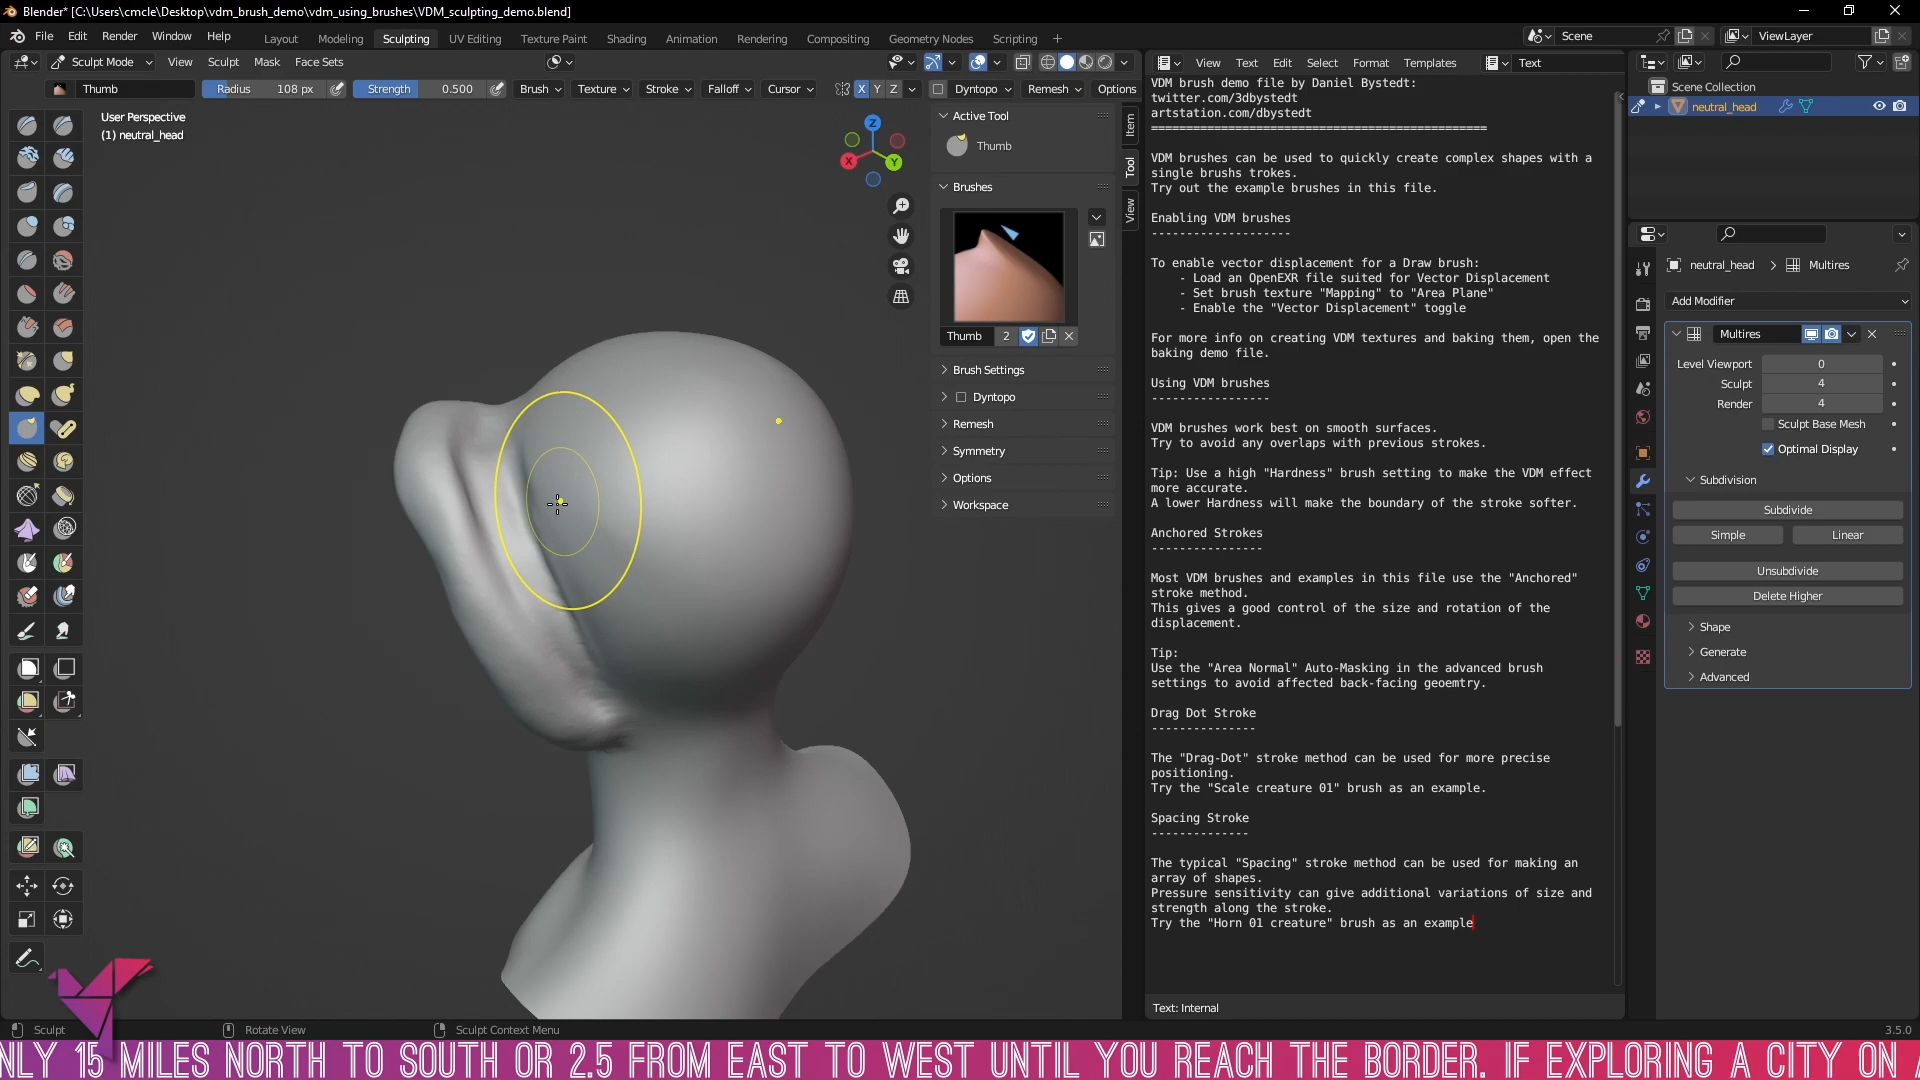 Blender* [C:\Users\cmcle\Desktop\vdm_brush_demo\vdm_using_brushes\VDM_sculpting_demo.blend]
File Edit Render Window Help
Layout Modeling Sculpting UV Editing Texture Paint Shading Animation Rendering Compositing Geometry Nodes Scripting +
Scene
ViewLayer
Sculpt Mode View Sculpt Mask Face Sets
Thumb Radius 108 px Strength 0.500 Brush Texture Stroke Falloff Cursor X Y Z Dyntopo Remesh Options
User Perspective
(1) neutral_head
Z
X
Y
Active Tool
Thumb
Brushes
Thumb 2
Brush Settings
Dyntopo
Remesh
Symmetry
Options
Workspace
Item
Tool
View
View Text Edit Select Format Templates Text
VDM brush demo file by Daniel Bystedt:
twitter.com/3dbystedt
artstation.com/dbystedt
================================================
VDM brushes can be used to quickly create complex shapes with a
single brushs trokes.
Try out the example brushes in this file.
Enabling VDM brushes
--------------------
To enable vector displacement for a Draw brush:
- Load an OpenEXR file suited for Vector Displacement
- Set brush texture "Mapping" to "Area Plane"
- Enable the "Vector Displacement" toggle
For more info on creating VDM textures and baking them, open the
baking demo file.
Using VDM brushes
-----------------
VDM brushes work best on smooth surfaces.
Try to avoid any overlaps with previous strokes.
Tip: Use a high "Hardness" brush setting to make the VDM effect
more accurate.
A lower Hardness will make the boundary of the stroke softer.
Anchored Strokes
----------------
Most VDM brushes and examples in this file use the "Anchored"
stroke method.
This gives a good control of the size and rotation of the
displacement.
Tip:
Use the "Area Normal" Auto-Masking in the advanced brush
settings to avoid affected back-facing geoemtry.
Drag Dot Stroke
---------------
The "Drag-Dot" stroke method can be used for more precise
positioning.
Try the "Scale creature 01" brush as an example.
Spacing Stroke
--------------
The typical "Spacing" stroke method can be used for making an
array of shapes.
Pressure sensitivity can give additional variations of size and
strength along the stroke.
Try the "Horn 01 creature" brush as an example
Text: Internal
Scene Collection
neutral_head
neutral_head > Multires
Add Modifier
Multires
Level Viewport 0
Sculpt 4
Render 4
Sculpt Base Mesh
Optimal Display
Subdivision
Subdivide
Simple Linear
Unsubdivide
Delete Higher
Shape
Generate
Advanced
Sculpt Rotate View Sculpt Context Menu
3.5.0
NLY 15 MILES NORTH TO SOUTH OR 2.5 FROM EAST TO WEST UNTIL YOU REACH THE BORDER. IF EXPLORING A CITY ON A